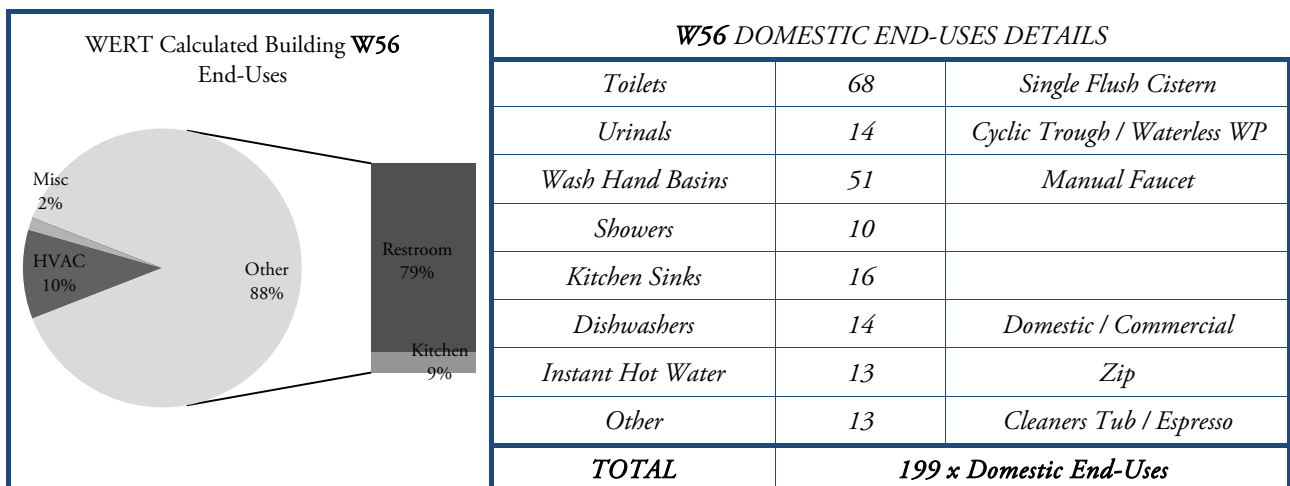 WERT Calculated Building W56
End-Uses
Misc
2%
HVAC
10%
Other
88%
Restroom
79%
Kitchen
9%
W56 DOMESTIC END-USES DETAILS
Toilets 68 Single Flush Cistern
Urinals 14 Cyclic Trough / Waterless WP
Wash Hand Basins 51 Manual Faucet
Showers 10
Kitchen Sinks 16
Dishwashers 14 Domestic / Commercial
Instant Hot Water 13 Zip
Other 13 Cleaners Tub / Espresso
TOTAL 199 x Domestic End-Uses